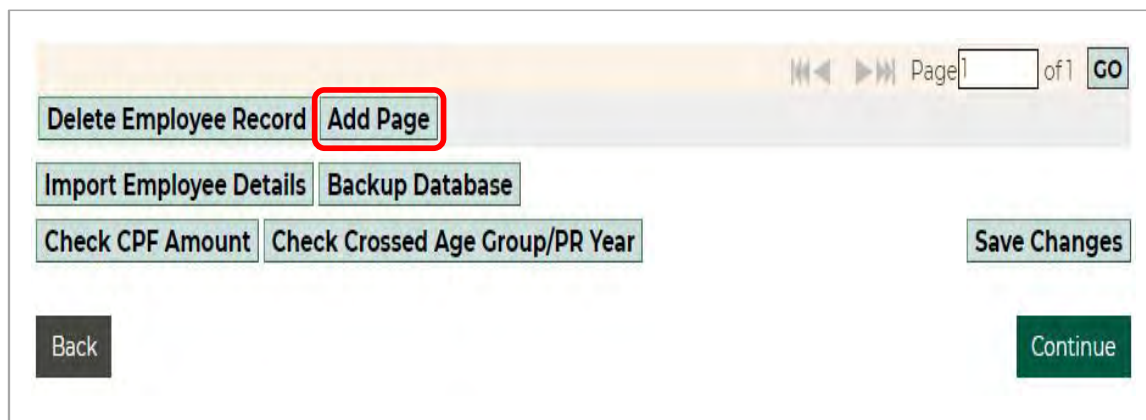 Page 1 of 1 GO
Delete Employee Record Add Page
Import Employee Details Backup Database
Check CPF Amount Check Crossed Age Group/PR Year Save Changes
Back Continue